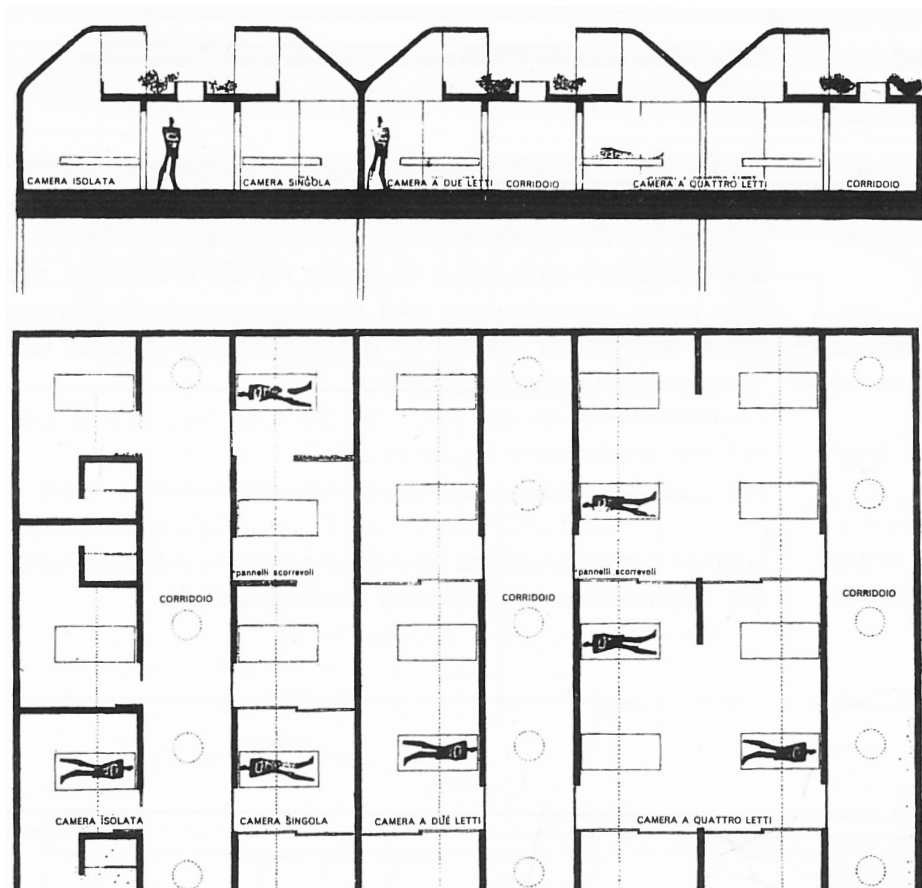 CAMERA ISOLATA
CAMERA SINGOLA
CAMERA A DUE LETTI
CORRIDOIO
CAMERA A QUATTRO LETTI
CORRIDOIO
pannelli scorrevoli
pannelli scorrevoli
CORRIDOIO
CORRIDOIO
CORRIDOIO
CAMERA ISOLATA
CAMERA SINGOLA
CAMERA A DUE LETTI
CAMERA A QUATTRO LETTI